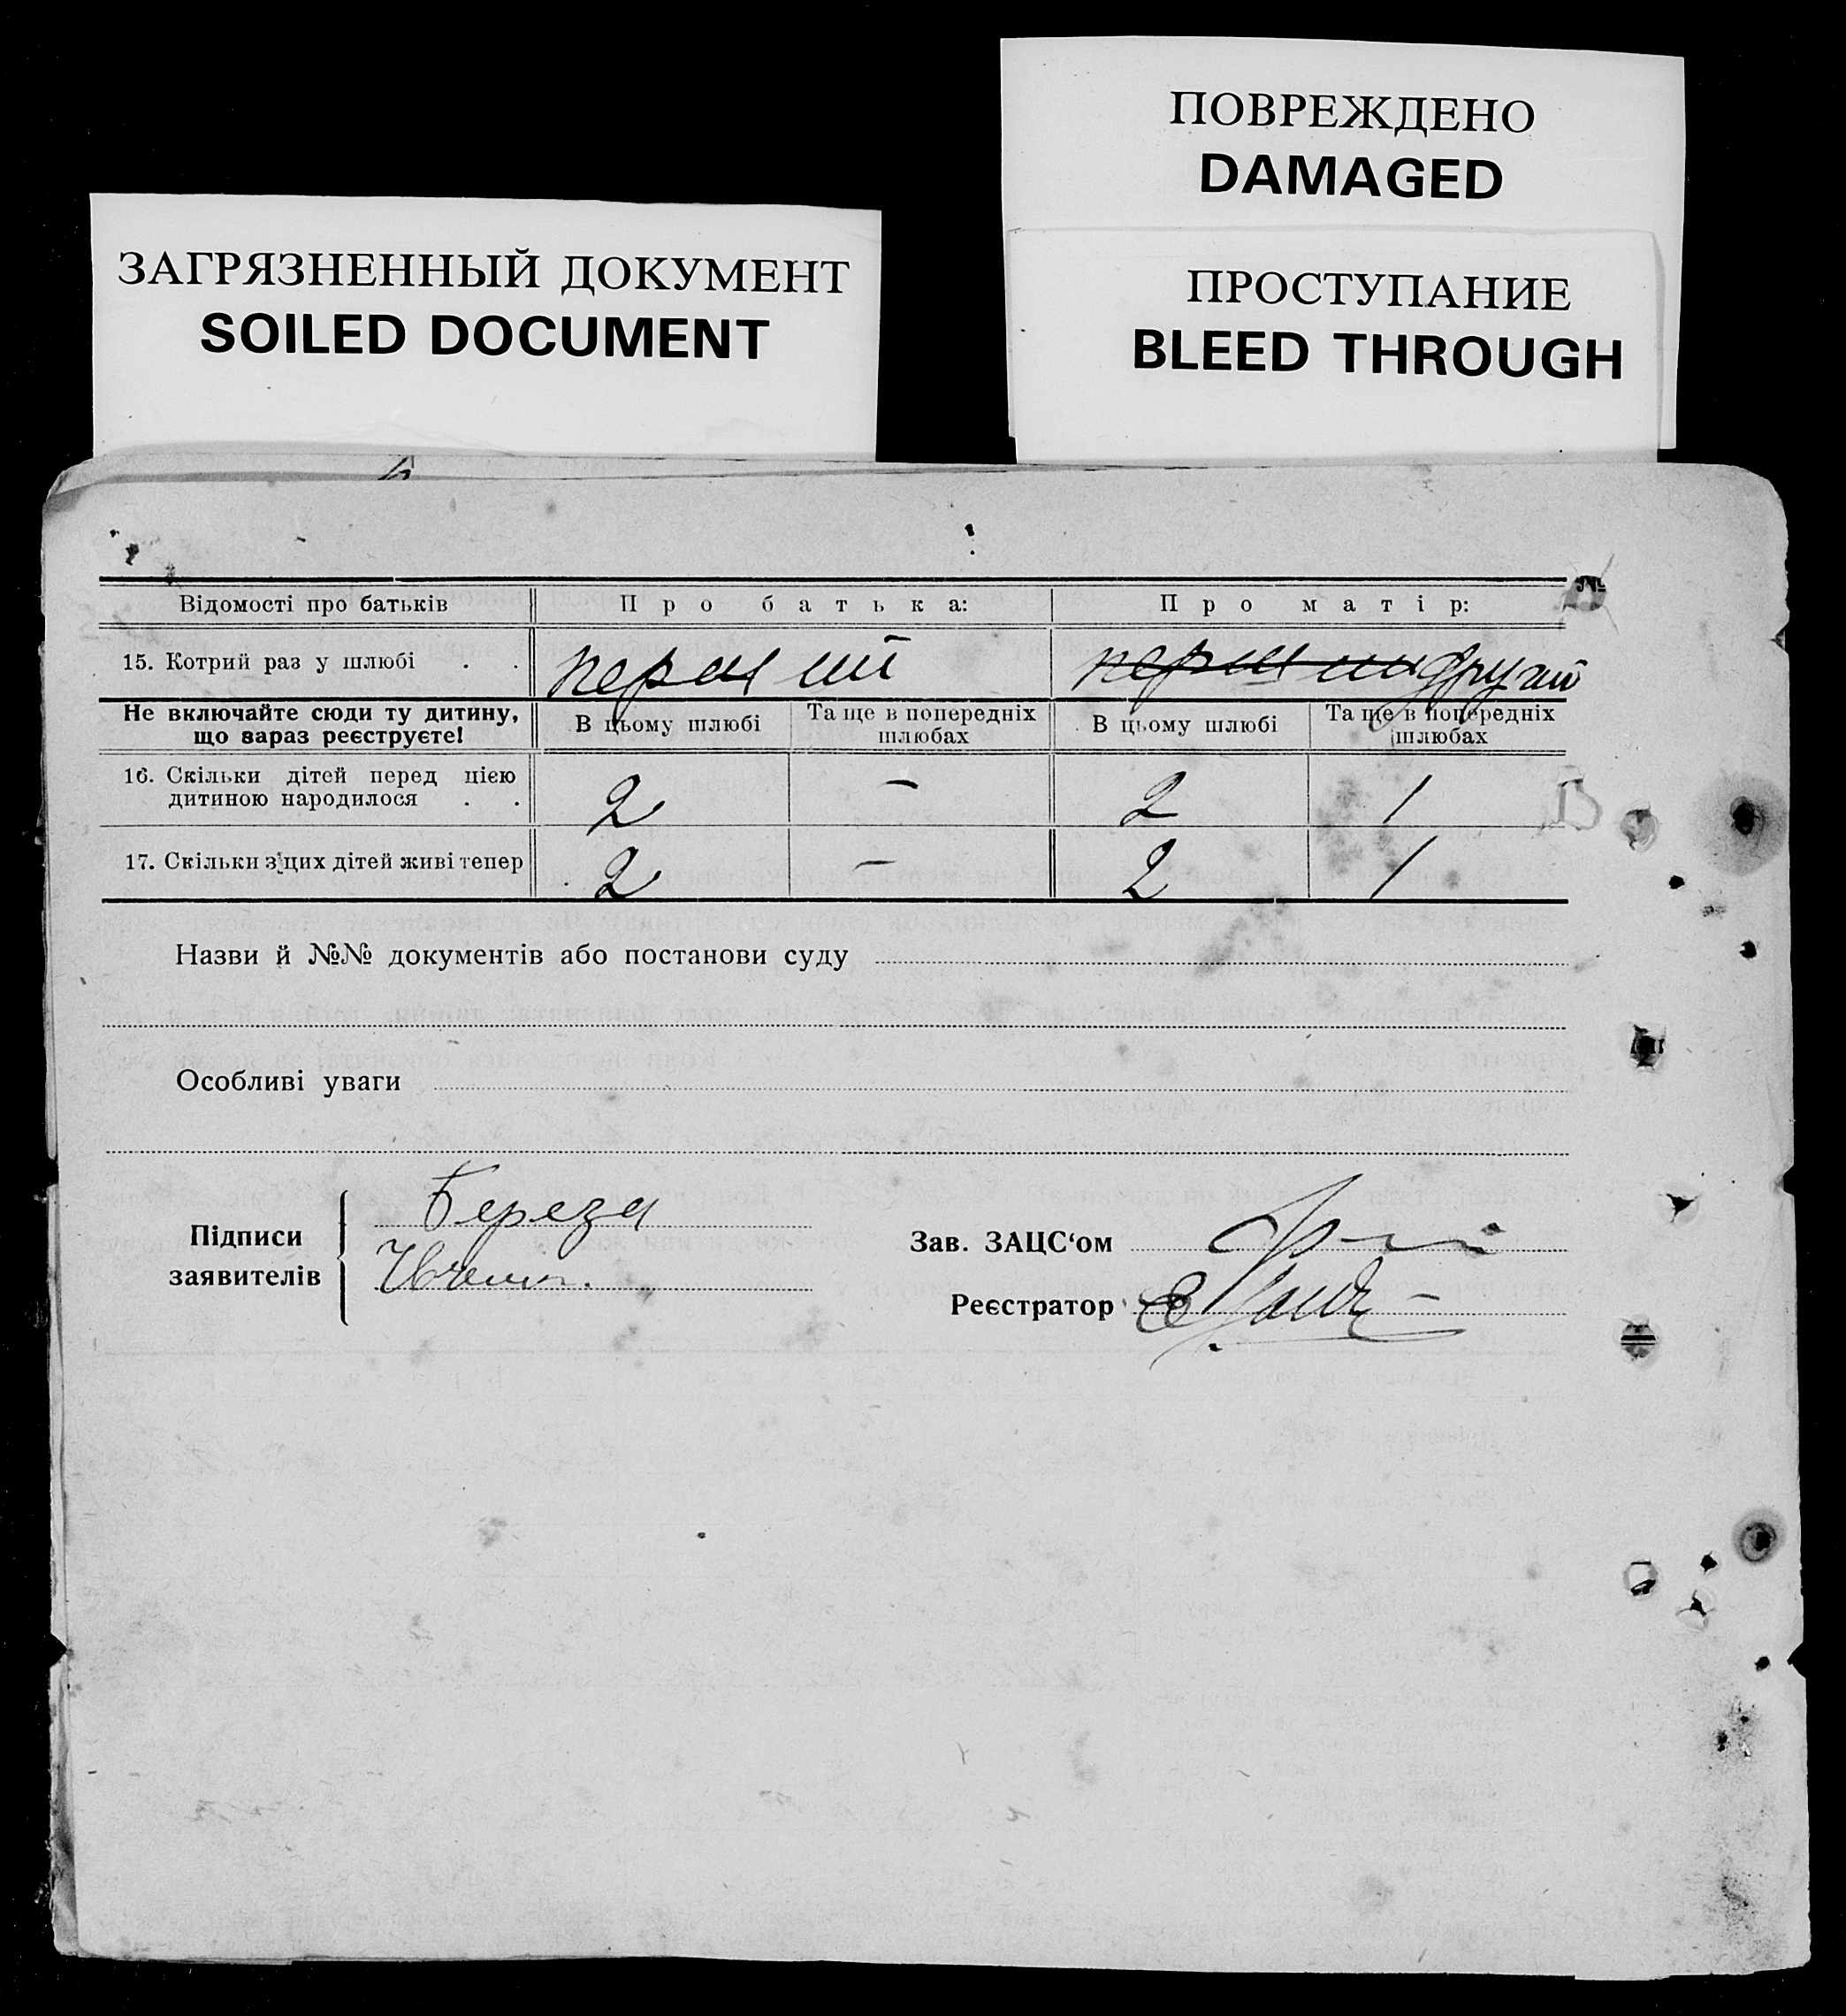 ПОВРЕЖДЕНО
DAMAGED
ЗАГРЯЗНЕННЫЙ ДОКУМЕНТ
SOILED DOCUMENT
ПРОСТУПАНИЕ
BLEED THROUGH
Відомості про батьків Про батька: Про матір:
15. Котрий раз у шлюбі . . другий
Не включайте сюди ту дитину, що вараз реєструєте! В цьому шлюбі Та ще в попередніх шлюбах В цьому шлюбі Та ще в попередніх шлюбах
16. Скільки дітей перед цією дитиною народилося . . 2 — 2 1
17. Скільки з цих дітей живі тепер 2 — 2 1
Назви й №№ документів або постанови суду
Особливі уваги
Підписи заявителів
Береза
Зав. ЗАЦС‘ом
Реєстратор